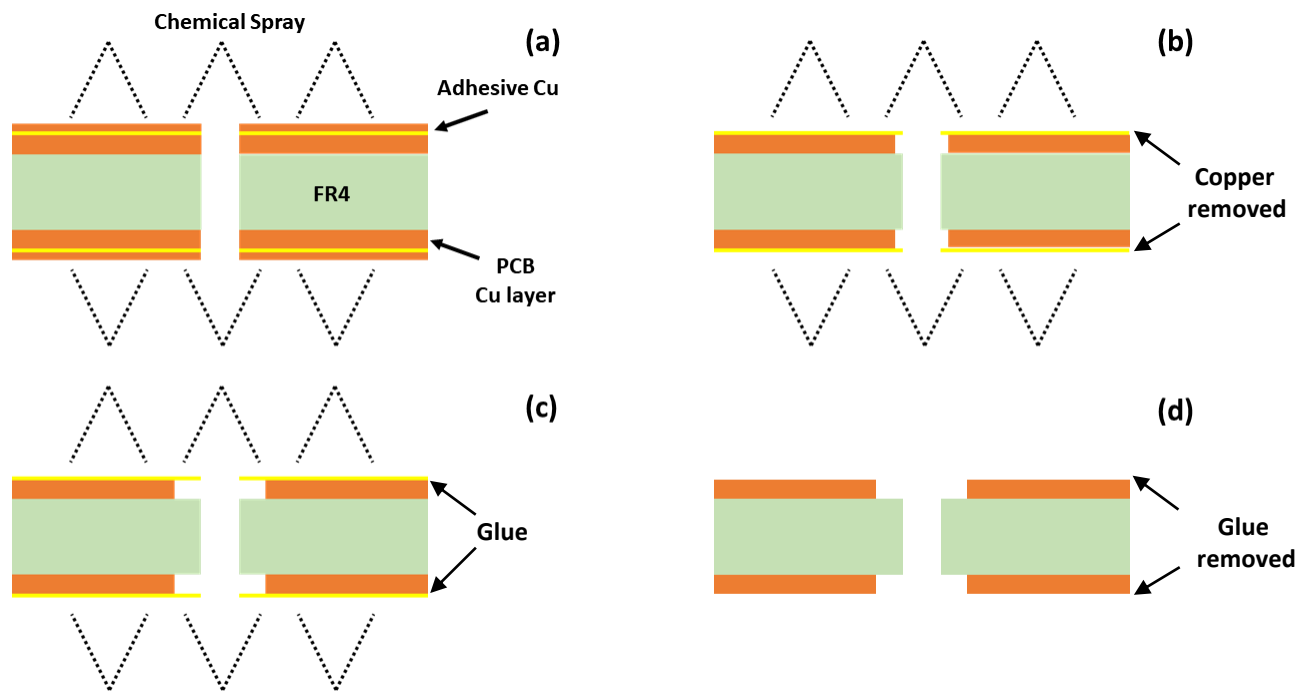 Chemical Spray
(a)
Adhesive Cu
FR4
PCB
Cu layer
(b)
Copper
removed
(c)
Glue
(d)
Glue
removed